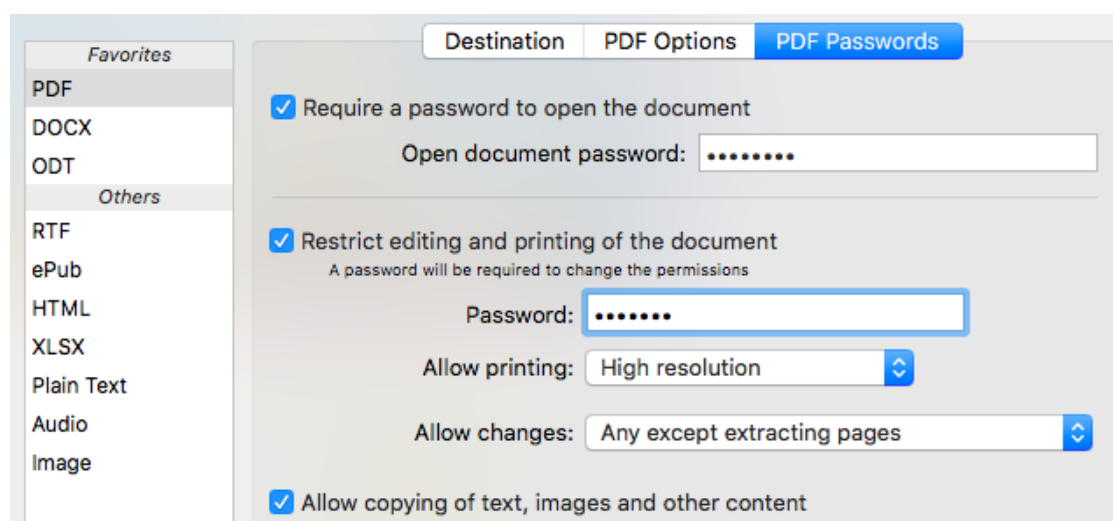 Destination
PDF Options
PDF Passwords
Favorites
PDF
DOCX
ODT
Others
RTF
ePub
HTML
XLSX
Plain Text
Audio
Image
Require a password to open the document
Open document password: ••••••••
Restrict editing and printing of the document
A password will be required to change the permissions
Password: •••••••
Allow printing: High resolution
Allow changes: Any except extracting pages
Allow copying of text, images and other content